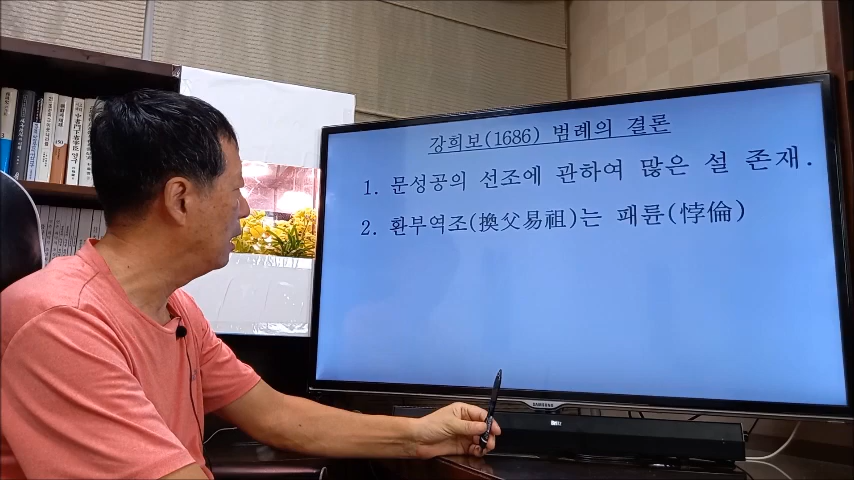 강희보(1686) 범례의 결론
1. 문성공의 선조에 관하여 많은 설 존재.
2. 환부역조(換父易祖)는 패륜(悖倫)
SAMSUNG